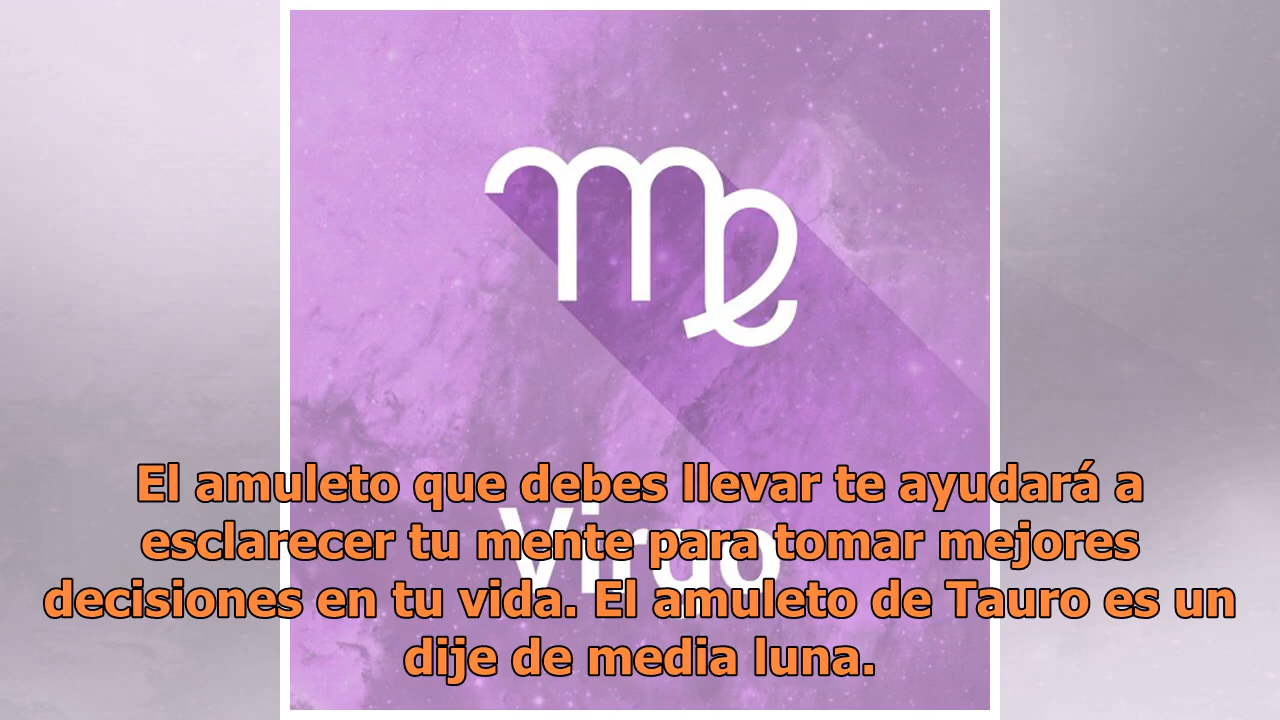 El amuleto que debes llevar te ayudará a
esclarecer tu mente para tomar mejores
Virgo
decisiones en tu vida. El amuleto de Tauro es un
dije de media luna.